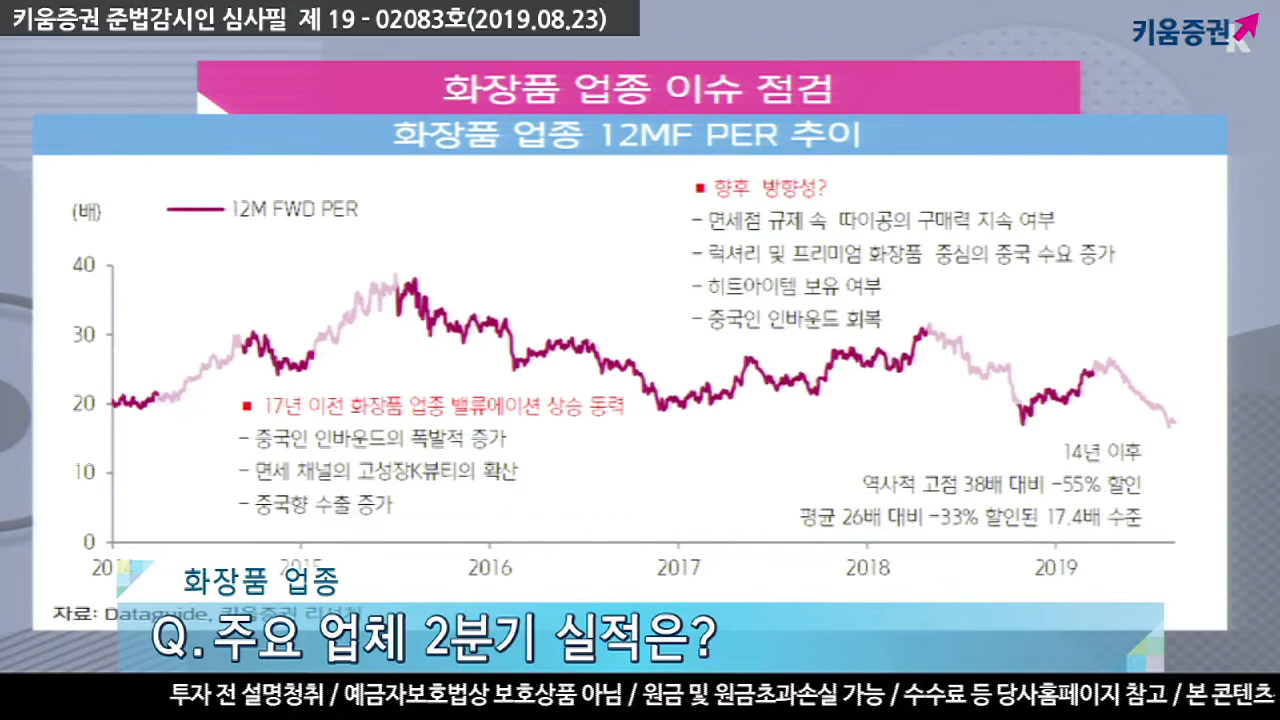 키움증권 준법감시인 심사필 제 19 - 02083호(2019.08.23)
키움증권
화장품 업종 이슈 점검
화장품 업종 12MF PER 추이
(배)
12M FWD PER
■ 향후 방향성?
- 면세점 규제 속 따이공의 구매력 지속 여부
- 럭셔리 및 프리미엄 화장품 중심의 중국 수요 증가
- 히트아이템 보유 여부
- 중국인 인바운드 회복
40
30
20
10
0
■ 17년 이전 화장품 업종 밸류에이션 상승 동력
- 중국인 인바운드의 폭발적 증가
- 면세 채널의 고성장K뷰티의 확산
- 중국향 수출 증가
14년 이후
역사적 고점 38배 대비 -55% 할인
평균 26배 대비 -33% 할인된 17.4배 수준
2014 2015 2016 2017 2018 2019
자료: Dataguide, 키움증권 리서치
화장품 업종
Q. 주요 업체 2분기 실적은?
투자 전 설명청취 / 예금자보호법상 보호상품 아님 / 원금 및 원금초과손실 가능 / 수수료 등 당사홈페이지 참고 / 본 콘텐츠